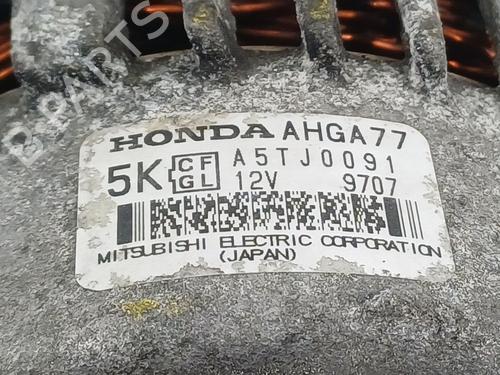 B-PARTS
HONDA AHGA77
5K CF GL A5TJ0091
12V 9707
MITSUBISHI ELECTRIC CORPORATION
(JAPAN)